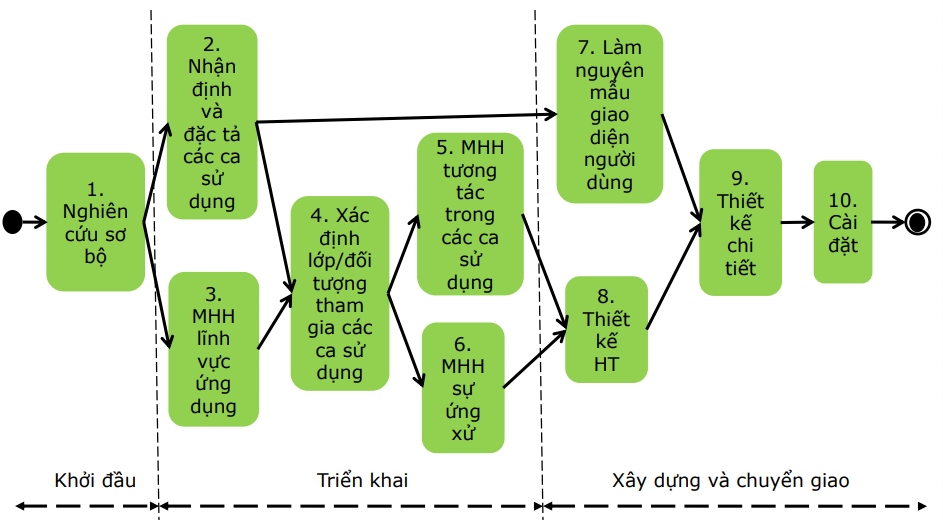 1.
Nghiên
cứu sơ
bộ
2.
Nhận
định
và
đặc tả
các ca
sử
dụng
3.
MHH
lĩnh
vực
ứng
dụng
4. Xác
định
lớp/đối
tượng
tham
gia các
ca sử
dụng
5. MHH
tương
tác
trong
các ca
sử
dụng
6.
MHH
sự
ứng
xử
7. Làm
nguyên
mẫu
giao
diện
người
dùng
8.
Thiết
kế
HT
9.
Thiết
kế
chi
tiết
10.
Cài
đặt
Khởi đầu
Triển khai
Xây dựng và chuyển giao